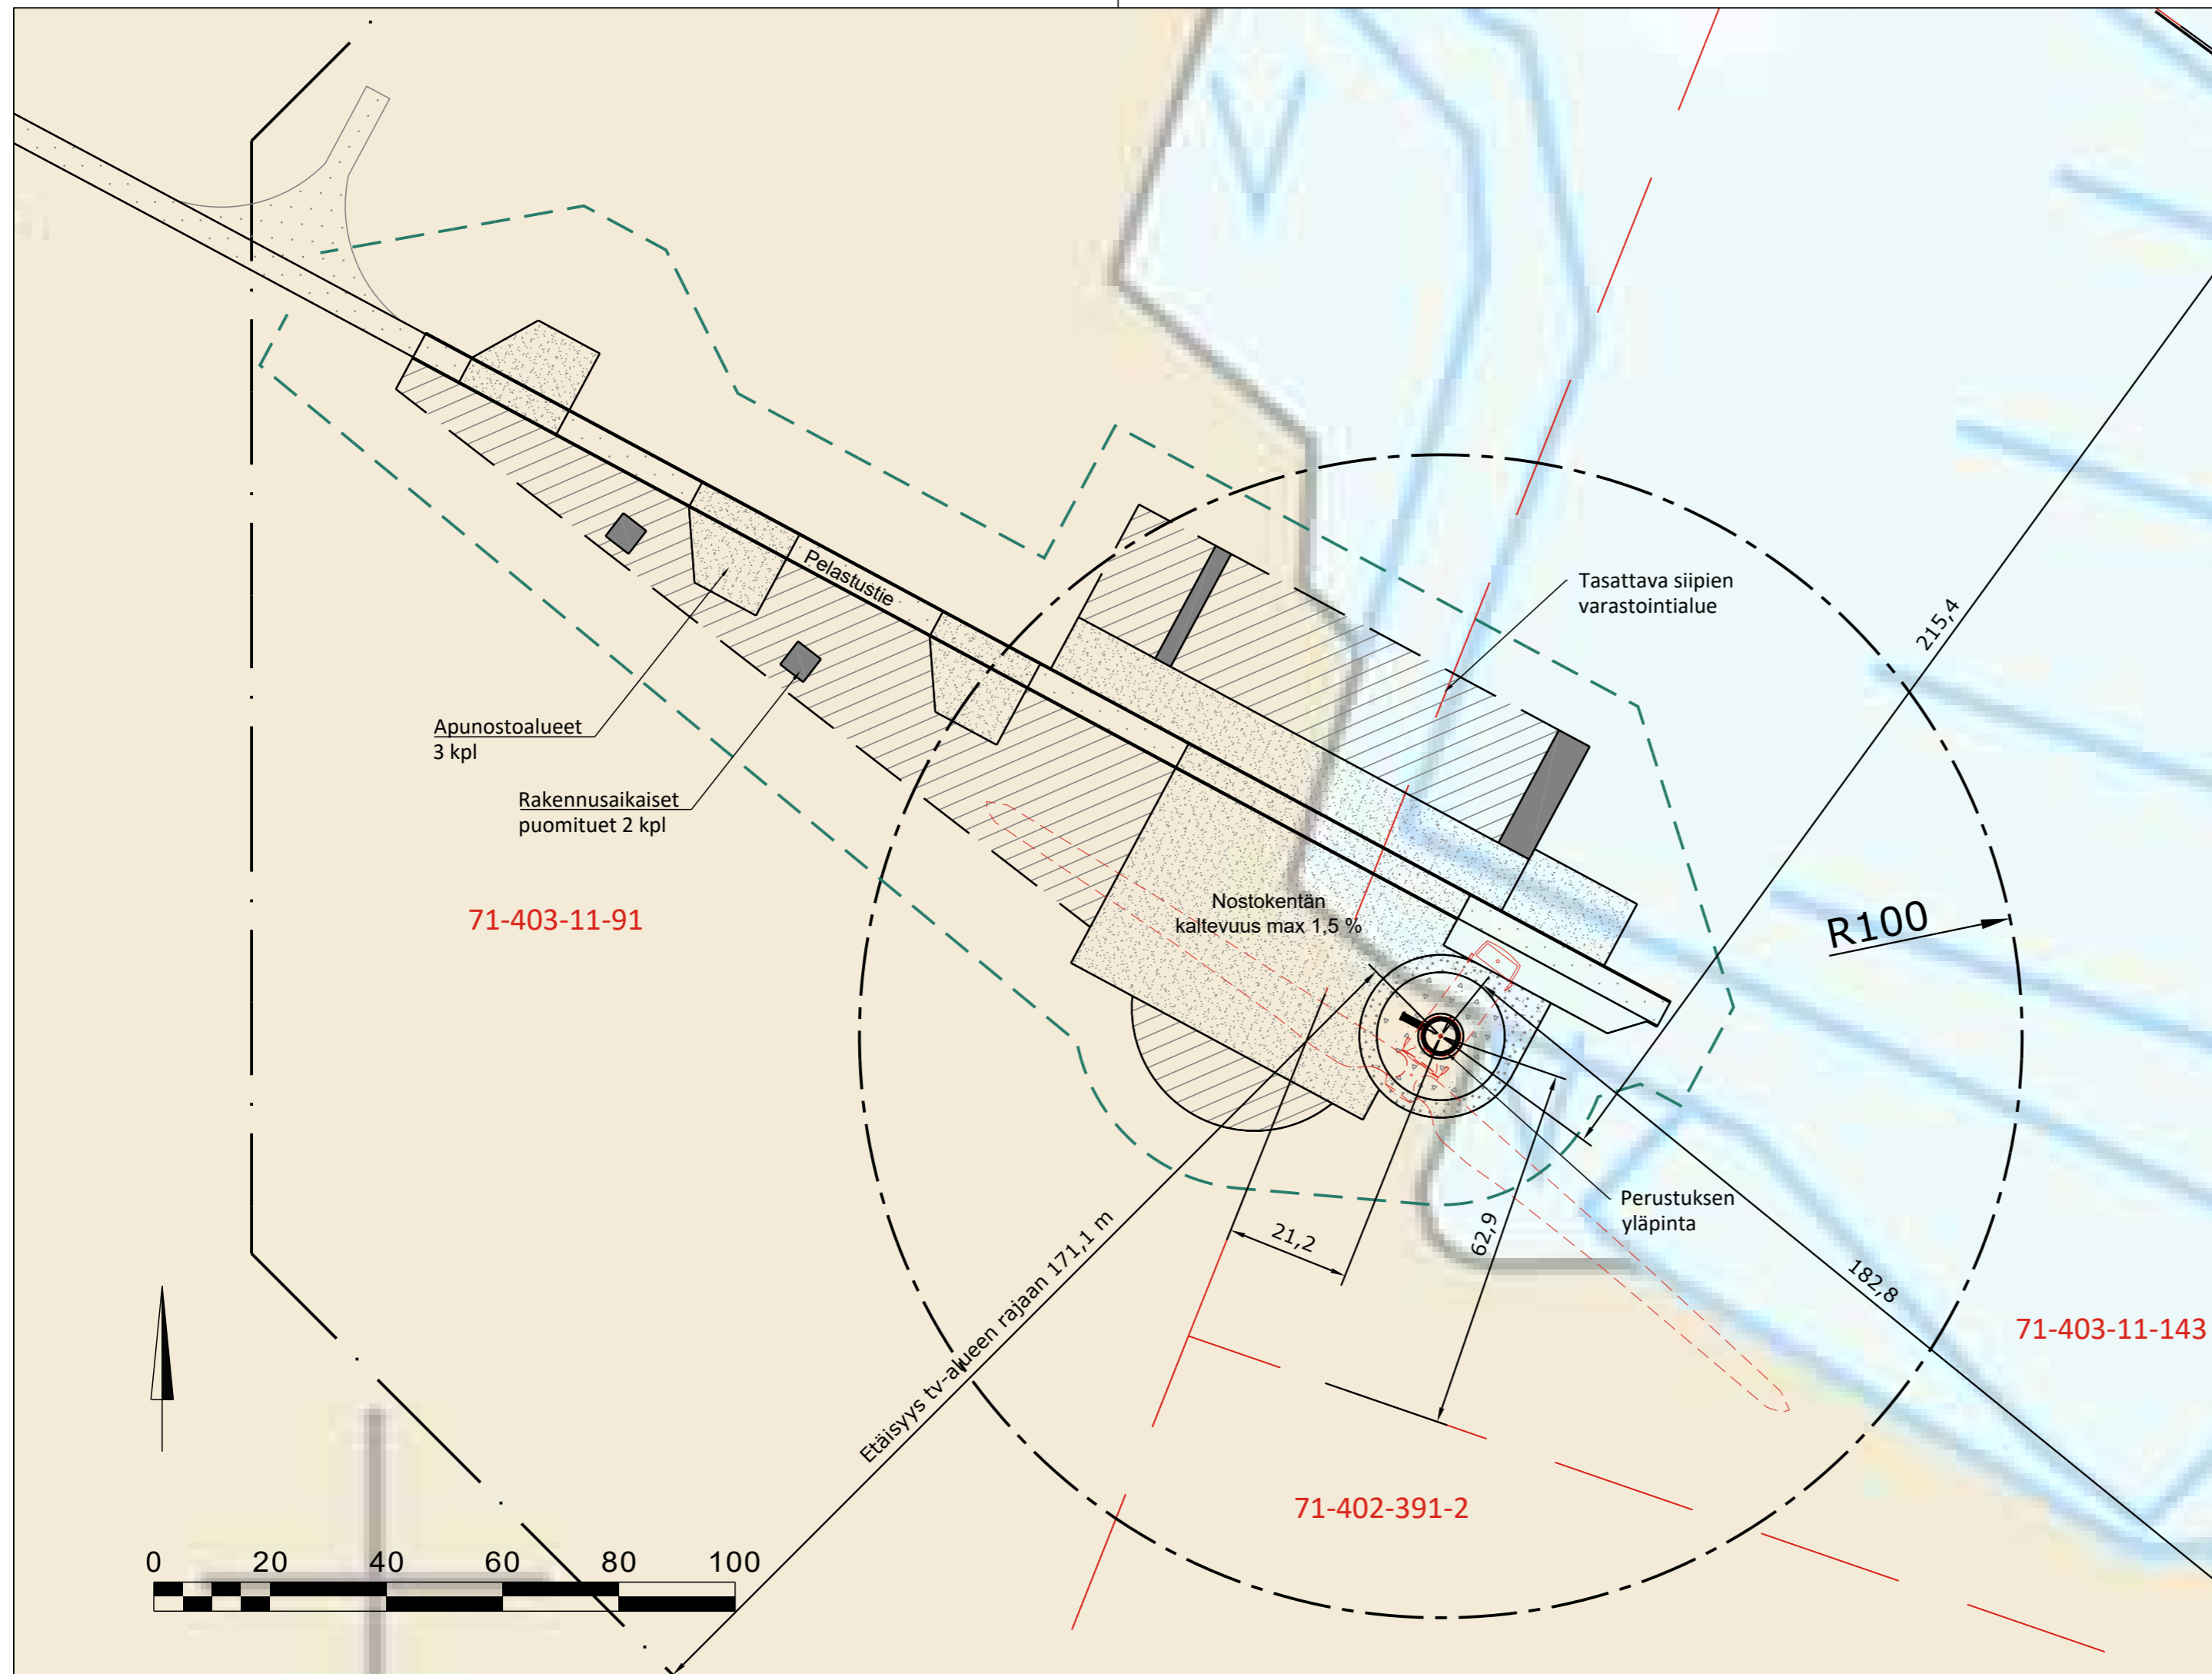 Pelastustie
Tasattava siipien
varastointialue
215,4
Apunostoalueet
3 kpl
Rakennusaikaiset
puomituet 2 kpl
71-403-11-91
Nostokentän
kaltevuus max 1,5 %
R100
Perustuksen
yläpinta
21,2
62,9
182,8
Etäisyys tv-alueen rajaan 171,1 m
71-403-11-143
71-402-391-2
0 20 40 60 80 100